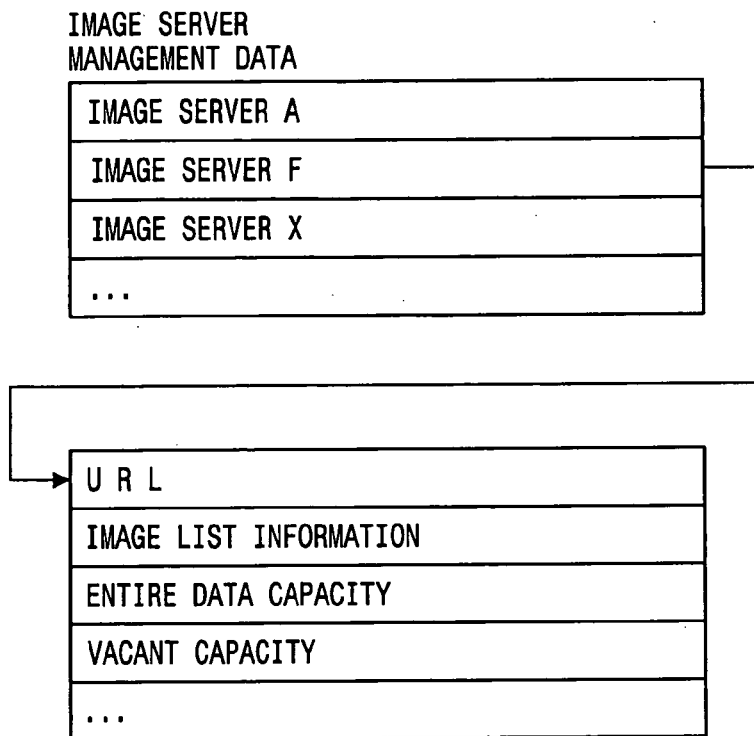 IMAGE SERVER
MANAGEMENT DATA
IMAGE SERVER A
IMAGE SERVER F
IMAGE SERVER X
...
U R L
IMAGE LIST INFORMATION
ENTIRE DATA CAPACITY
VACANT CAPACITY
...